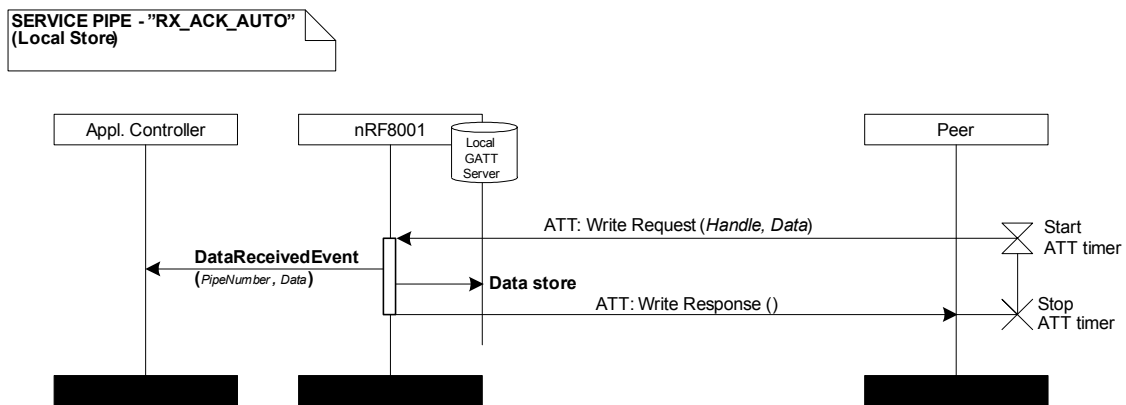 SERVICE PIPE - ”RX_ACK_AUTO”
(Local Store)
Appl. Controller
nRF8001
Local
GATT
Server
Peer
ATT: Write Request (Handle, Data)
Start
ATT timer
DataReceivedEvent
(PipeNumber, Data)
Data store
ATT: Write Response ()
Stop
ATT timer